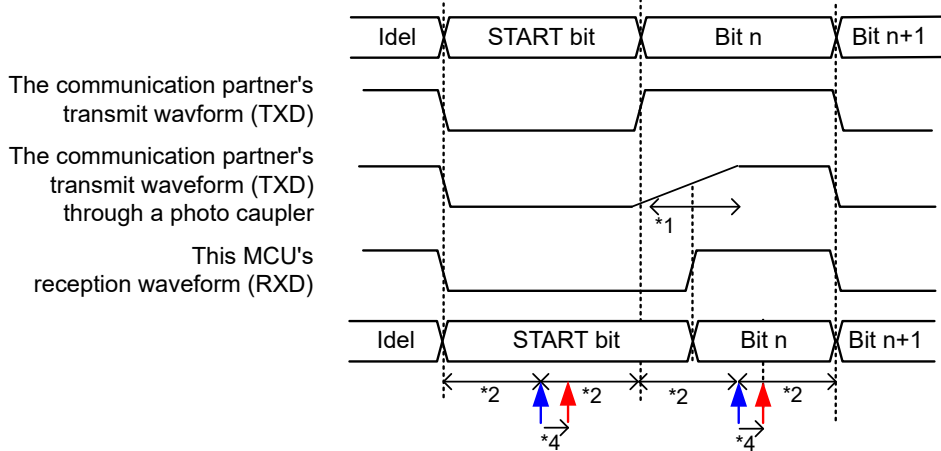 Idel START bit Bit n Bit n+1
The communication partner's
transmit wavform (TXD)
The communication partner's
transmit waveform (TXD)
through a photo caupler
*1
This MCU's
reception waveform (RXD)
Idel START bit Bit n Bit n+1
*2 *2 *2 *2
*4 *4